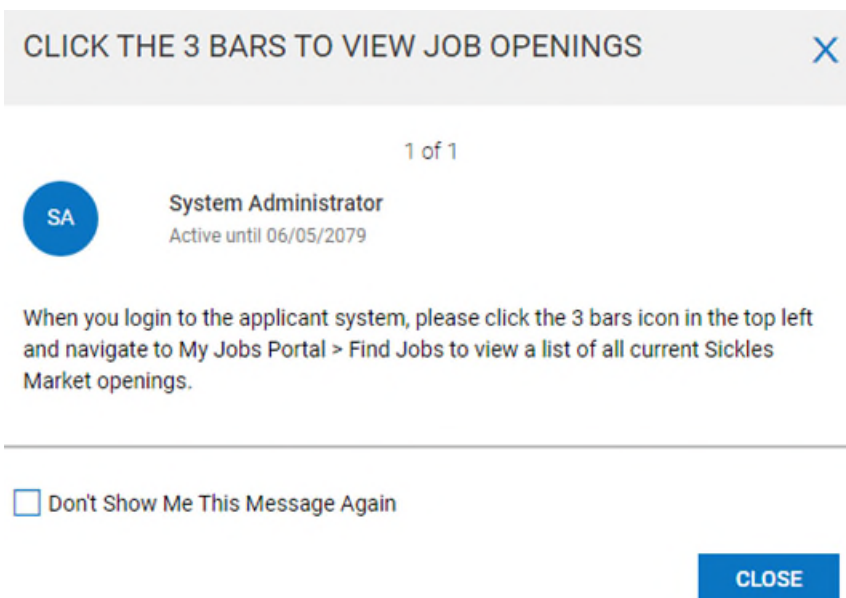 CLICK THE 3 BARS TO VIEW JOB OPENINGS X
1 of 1
SA
System Administrator
Active until 06/05/2079
When you login to the applicant system, please click the 3 bars icon in the top left
and navigate to My Jobs Portal > Find Jobs to view a list of all current Sickles
Market openings.
Don't Show Me This Message Again
CLOSE